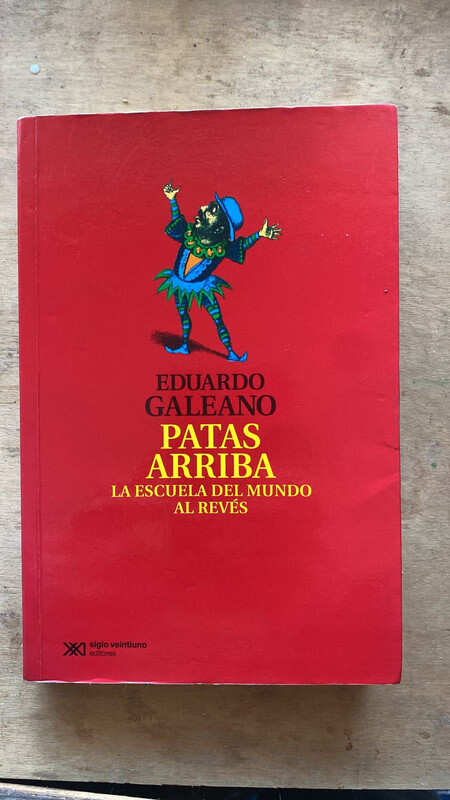 EDUARDO
GALEANO
PATAS
ARRIBA
LA ESCUELA DEL MUNDO
AL REVÉS
siglo veintiuno
editores